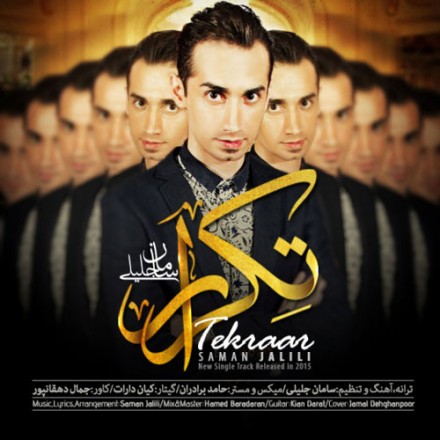 تکرار
سامان جلیلی
Tekraar
SAMAN JALILI
New Single Track Released in 2015
ترانه،آهنگ و تنظیم:سامان جلیلی/میکس و مستر:حامد برادران/گیتار:کیان دارات/کاور:جمال دهقانپور
Music,Lyrics,Arrangement Saman Jalili/Mix&Master Hamed Baradaran/Guitar Kian Darat/Cover Jamal Dehghanpoor